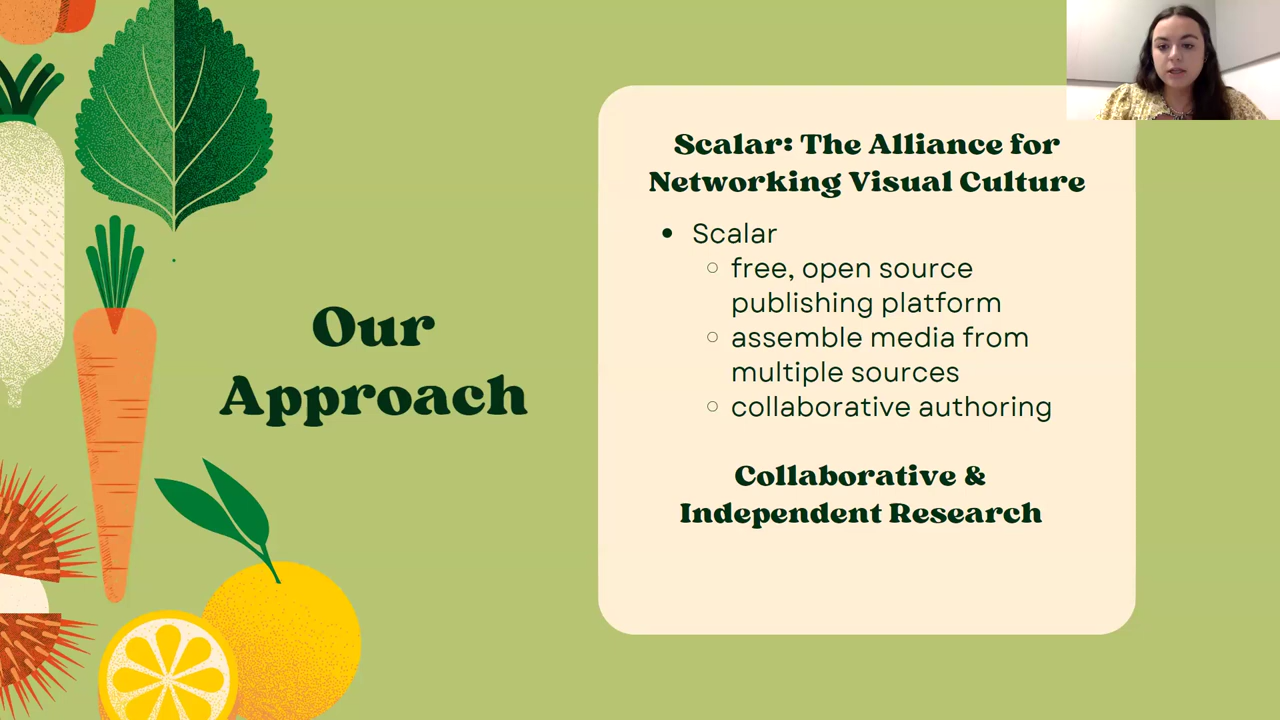 Our
Approach
Scalar: The Alliance for
Networking Visual Culture
• Scalar
○ free, open source
publishing platform
○ assemble media from
multiple sources
○ collaborative authoring
Collaborative &
Independent Research